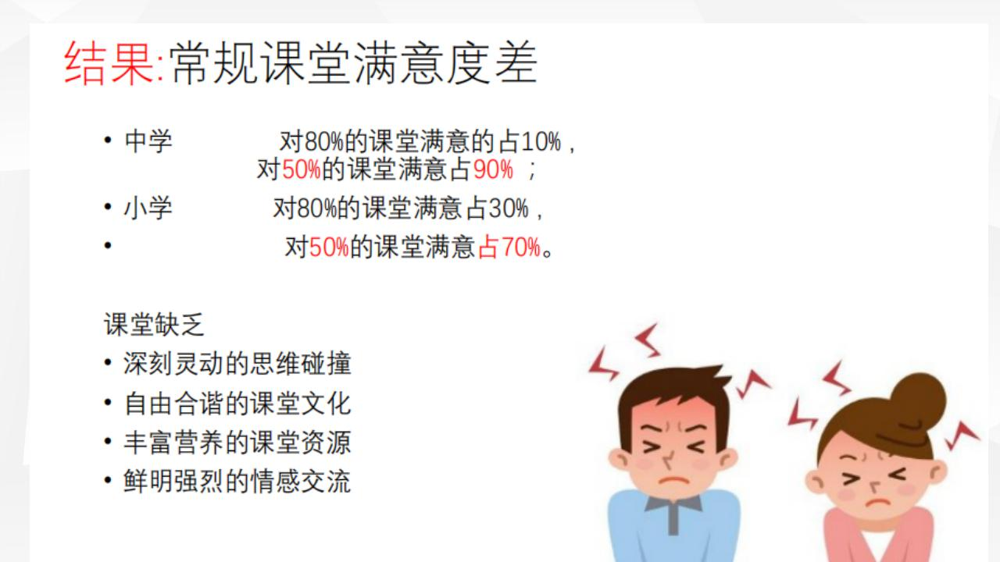 结果:常规课堂满意度差
• 中学 对80%的课堂满意的占10%，
对50%的课堂满意占90% ；
• 小学 对80%的课堂满意占30%，
• 对50%的课堂满意占70%。
课堂缺乏
• 深刻灵动的思维碰撞
• 自由合谐的课堂文化
• 丰富营养的课堂资源
• 鲜明强烈的情感交流